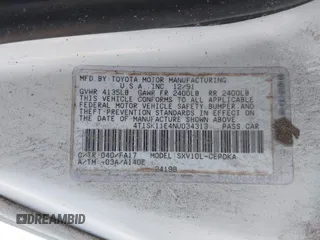 MFD BY: TOYOTA MOTOR MANUFACTURING
U S A INC 12/91
GVWR 4135LB GAWR FR 2400LB RR 2400LB
THIS VEHICLE CONFORMS TO ALL APPLICABLE
FEDERAL MOTOR VEHICLE SAFETY, BUMPER, AND
THEFT PREVENTION STANDARDS IN EFFECT ON
THE DATE OF MANUFACTURE SHOWN ABOVE.
4T1SK11E4NU034313 PASS CAR
C/TR 040/FA17 MODEL SXV10L-CEPDKA
A/TM -03A/A140E
04190